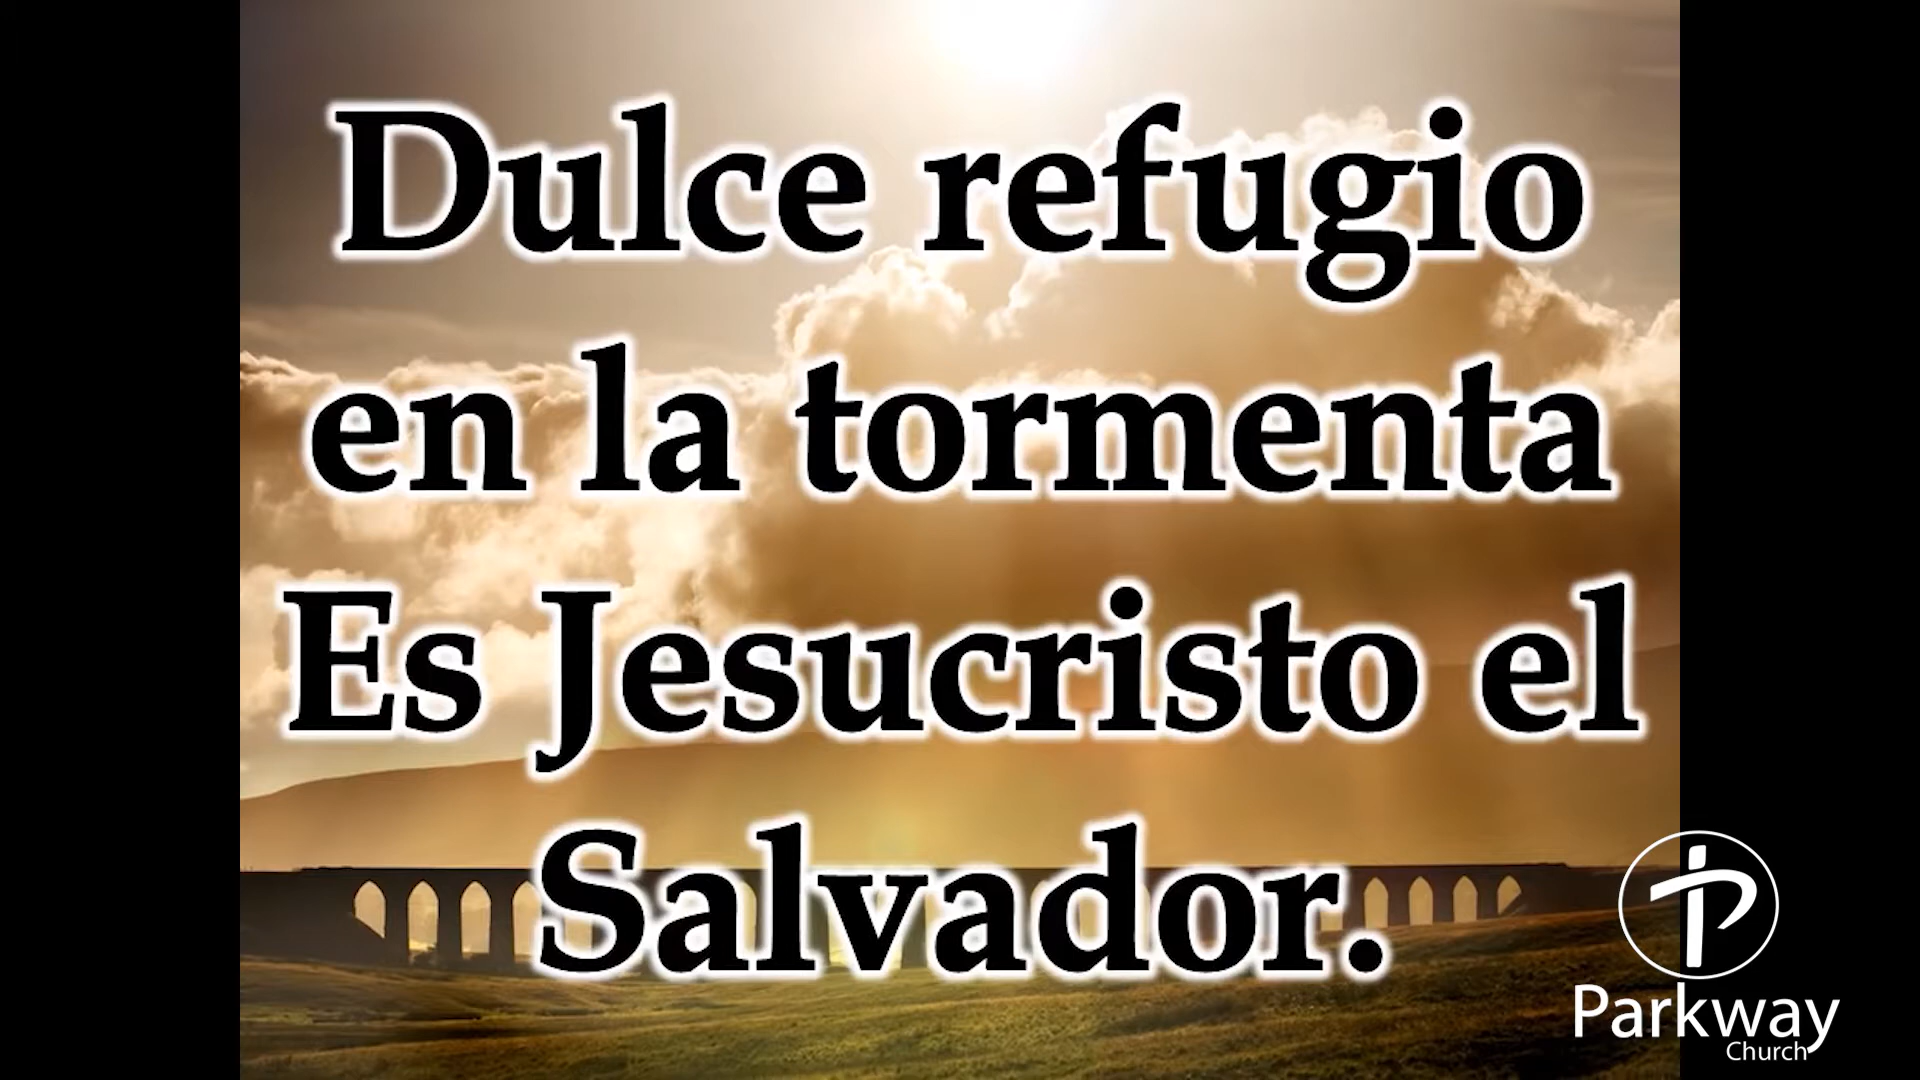 Dulce refugio
en la tormenta
Es Jesucristo el
Salvador.
Parkway
Church